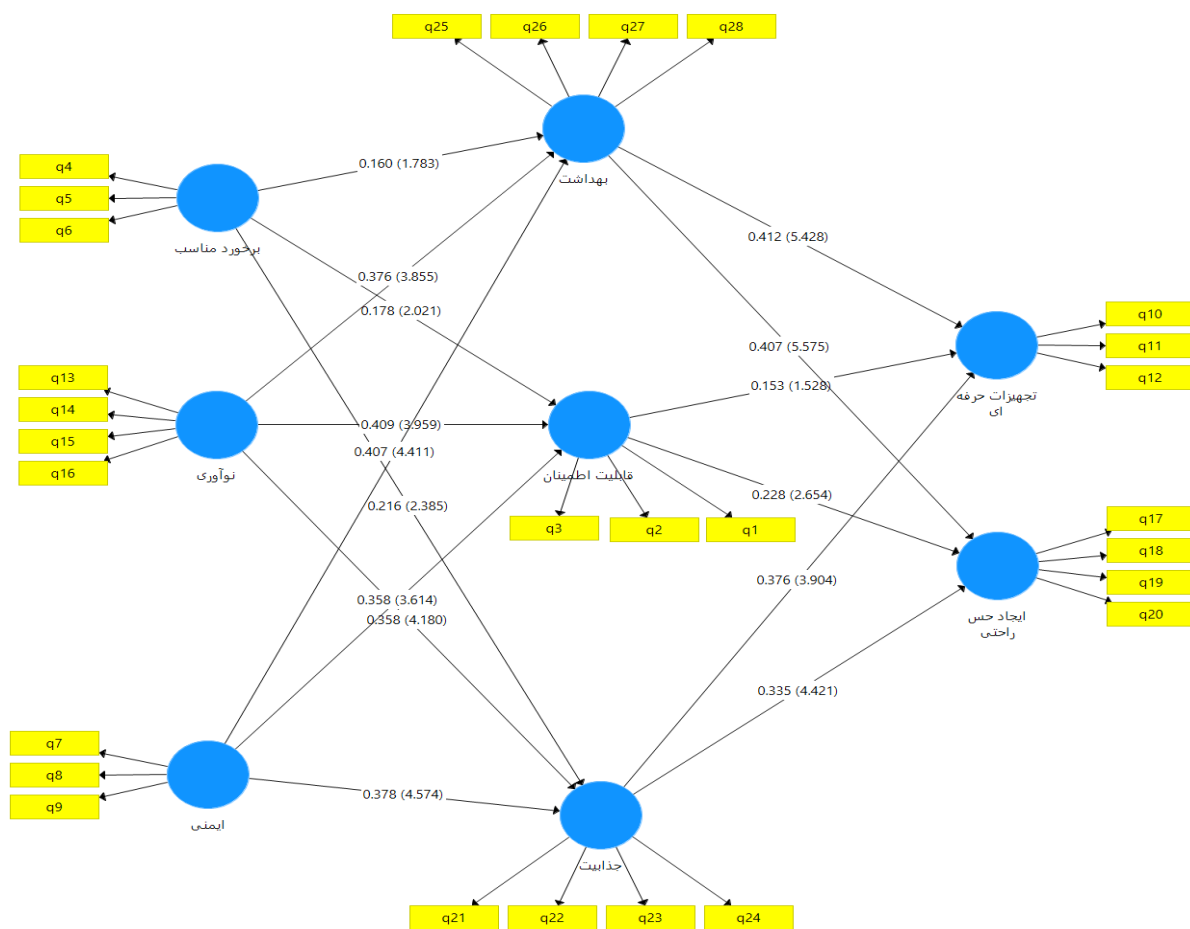 q25
q26
q27
q28
بهداشت
q4
q5
q6
برخورد مناسب
0.160 (1.783)
0.376 (3.855)
0.178 (2.021)
0.412 (5.428)
0.407 (5.575)
q10
q11
q12
تجهیزات حرفه
ای
q13
q14
q15
q16
نوآوری
0.409 (3.959)
0.407 (4.411)
0.153 (1.528)
قابلیت اطمینان
q3
q2
q1
0.216 (2.385)
0.228 (2.654)
q17
q18
q19
q20
ایجاد حس
راحتی
0.376 (3.904)
0.358 (3.614)
0.358 (4.180)
0.335 (4.421)
q7
q8
q9
ایمنی
0.378 (4.574)
جذابیت
q21
q22
q23
q24